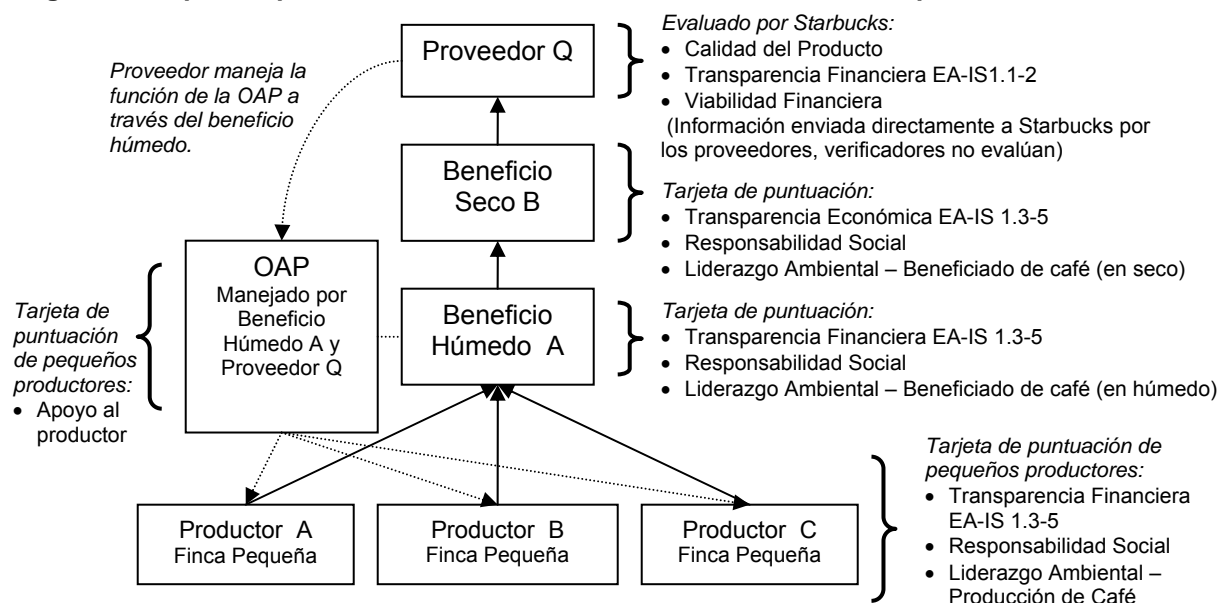 Proveedor Q
Evaluado por Starbucks:
• Calidad del Producto
• Transparencia Financiera EA-IS1.1-2
• Viabilidad Financiera
(Información enviada directamente a Starbucks por
los proveedores, verificadores no evalúan)
Proveedor maneja la
función de la OAP a
través del beneficio
húmedo.
Beneficio
Seco B
Tarjeta de puntuación:
• Transparencia Económica EA-IS 1.3-5
• Responsabilidad Social
• Liderazgo Ambiental – Beneficiado de café (en seco)
OAP
Manejado por
Beneficio
Húmedo A y
Proveedor Q
Tarjeta de
puntuación
de pequeños
productores:
• Apoyo al
productor
Beneficio
Húmedo A
Tarjeta de puntuación:
• Transparencia Financiera EA-IS 1.3-5
• Responsabilidad Social
• Liderazgo Ambiental – Beneficiado de café (en húmedo)
Productor A
Finca Pequeña
Productor B
Finca Pequeña
Productor C
Finca Pequeña
Tarjeta de puntuación de
pequeños productores:
• Transparencia Financiera
EA-IS 1.3-5
• Responsabilidad Social
• Liderazgo Ambiental –
Producción de Café